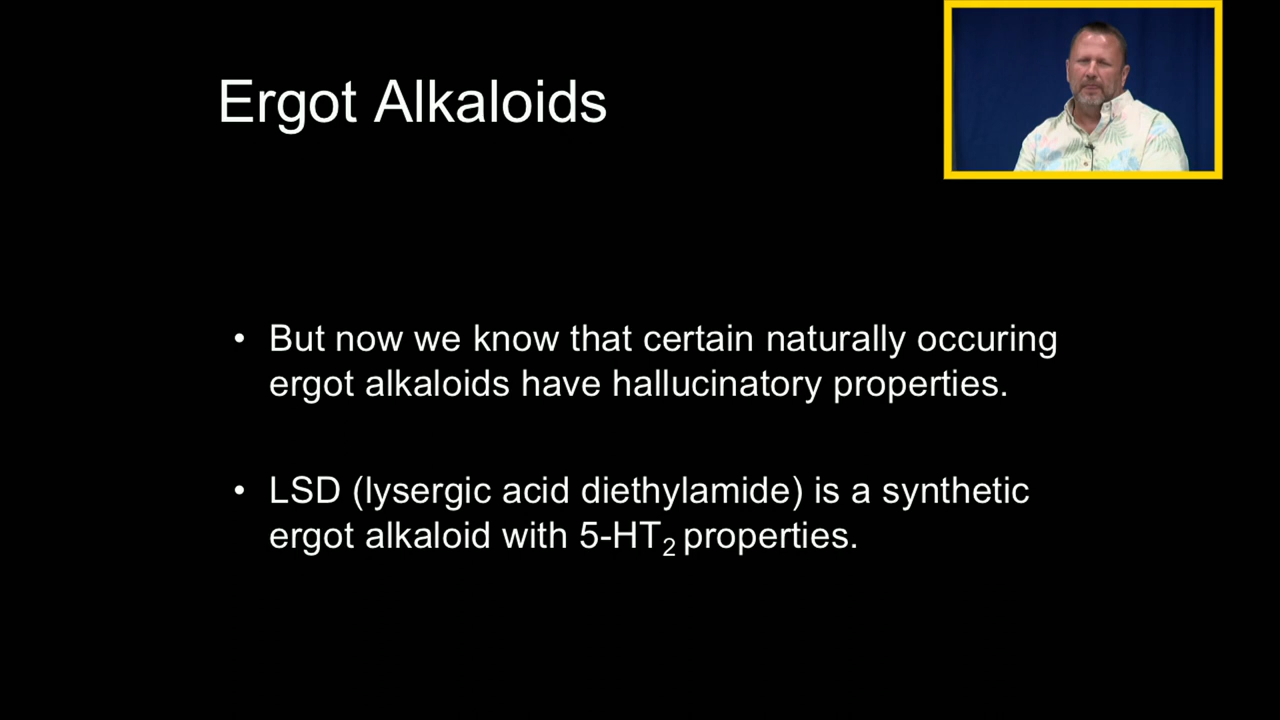 Ergot Alkaloids
• But now we know that certain naturally occuring
ergot alkaloids have hallucinatory properties.
• LSD (lysergic acid diethylamide) is a synthetic
ergot alkaloid with 5-HT₂ properties.